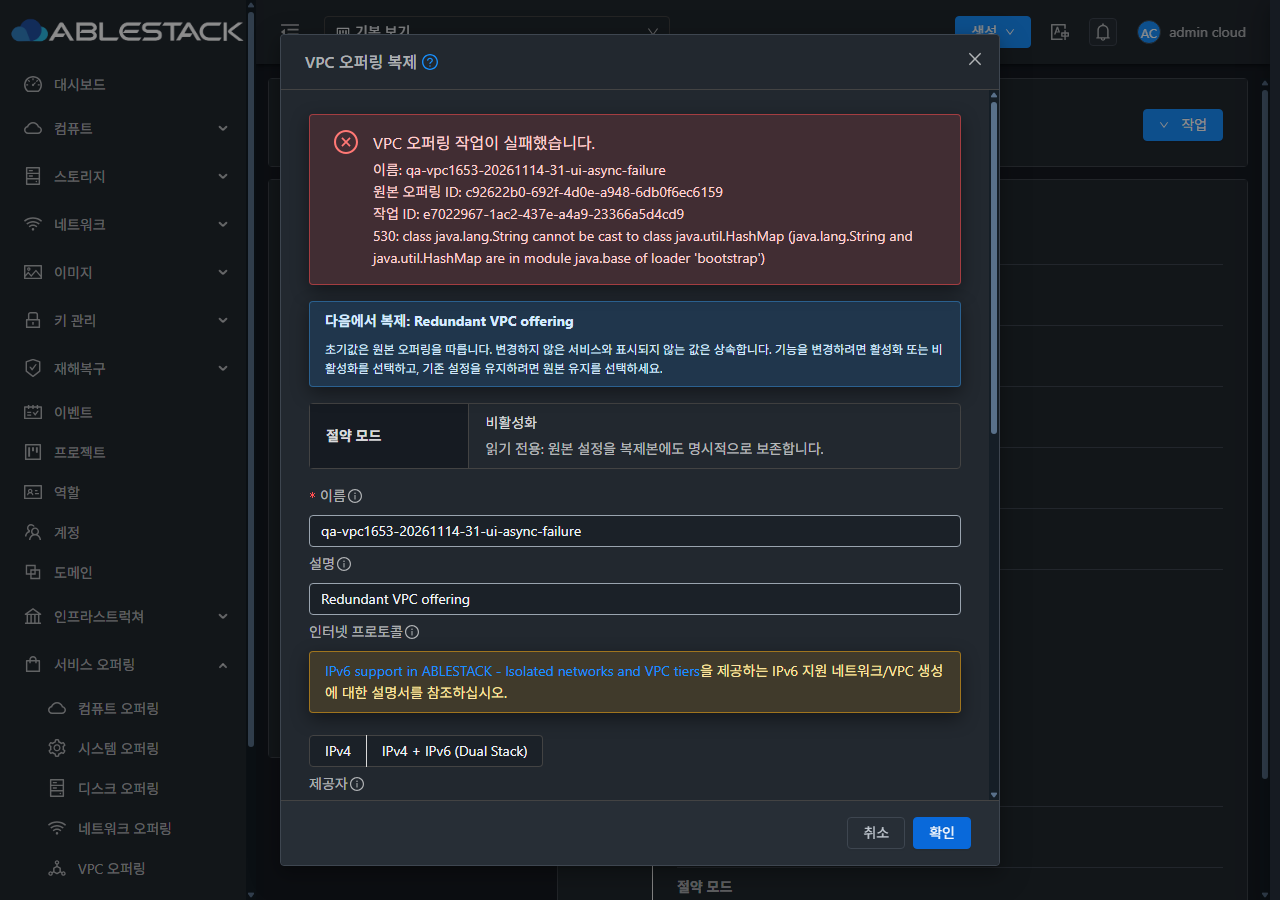 ABLESTACK
기본 보기
생성
AC
admin cloud
대시보드
컴퓨트
스토리지
네트워크
이미지
키 관리
재해복구
이벤트
프로젝트
역할
계정
도메인
인프라스트럭쳐
서비스 오퍼링
컴퓨트 오퍼링
시스템 오퍼링
디스크 오퍼링
네트워크 오퍼링
VPC 오퍼링
작업
VPC 오퍼링 복제
VPC 오퍼링 작업이 실패했습니다.
이름: qa-vpc1653-20261114-31-ui-async-failure
원본 오퍼링 ID: c92622b0-692f-4d0e-a948-6db0f6ec6159
작업 ID: e7022967-1ac2-437e-a4a9-23366a5d4cd9
530: class java.lang.String cannot be cast to class java.util.HashMap (java.lang.String and
java.util.HashMap are in module java.base of loader 'bootstrap')
다음에서 복제: Redundant VPC offering
초기값은 원본 오퍼링을 따릅니다. 변경하지 않은 서비스와 표시되지 않는 값은 상속합니다. 기능을 변경하려면 활성화 또는 비
활성화를 선택하고, 기존 설정을 유지하려면 원본 유지를 선택하세요.
절약 모드
비활성화
읽기 전용: 원본 설정을 복제본에도 명시적으로 보존합니다.
* 이름
qa-vpc1653-20261114-31-ui-async-failure
설명
Redundant VPC offering
인터넷 프로토콜
IPv6 support in ABLESTACK - Isolated networks and VPC tiers을 제공하는 IPv6 지원 네트워크/VPC 생성
에 대한 설명서를 참조하십시오.
IPv4
IPv4 + IPv6 (Dual Stack)
제공자
취소
확인
절약 모드